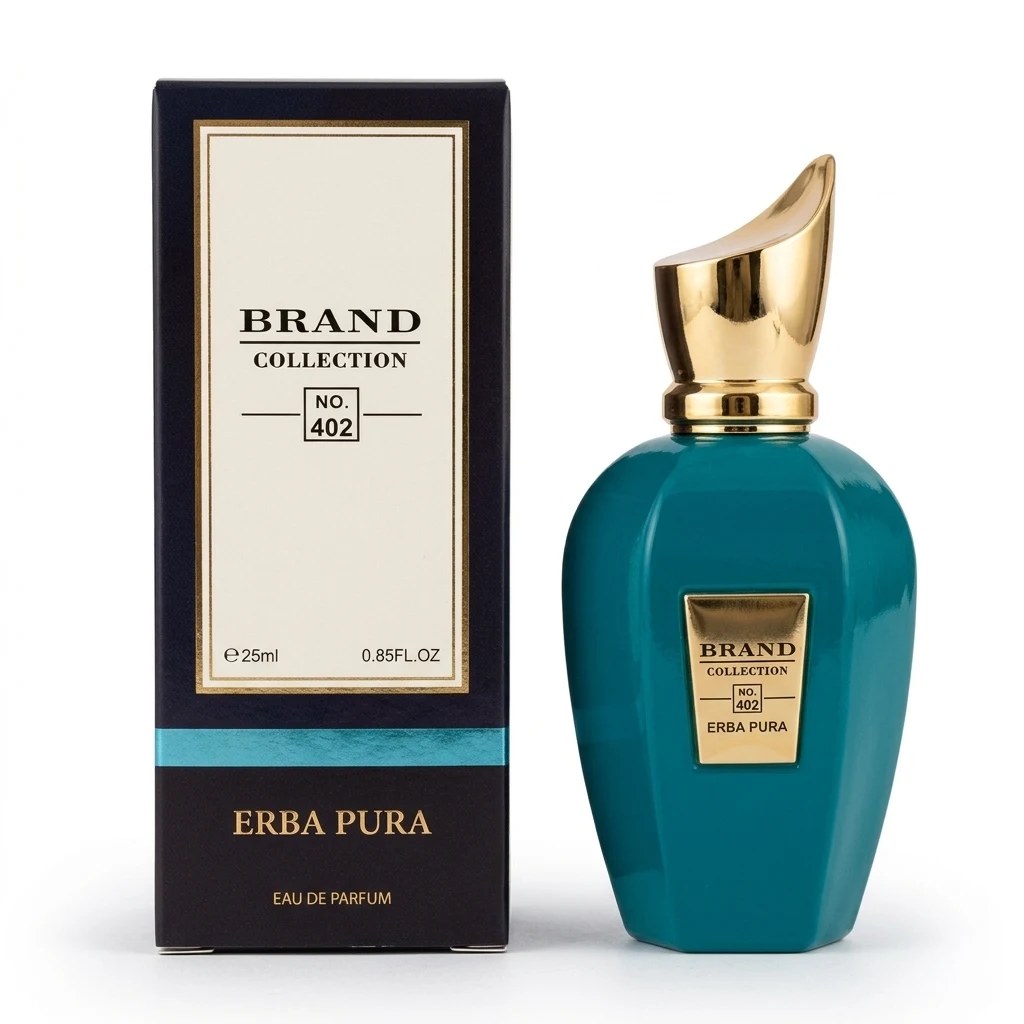 BRAND
COLLECTION
NO.
402
℮25ml 0.85FL.OZ
ERBA PURA
EAU DE PARFUM
BRAND
COLLECTION
NO.
402
ERBA PURA